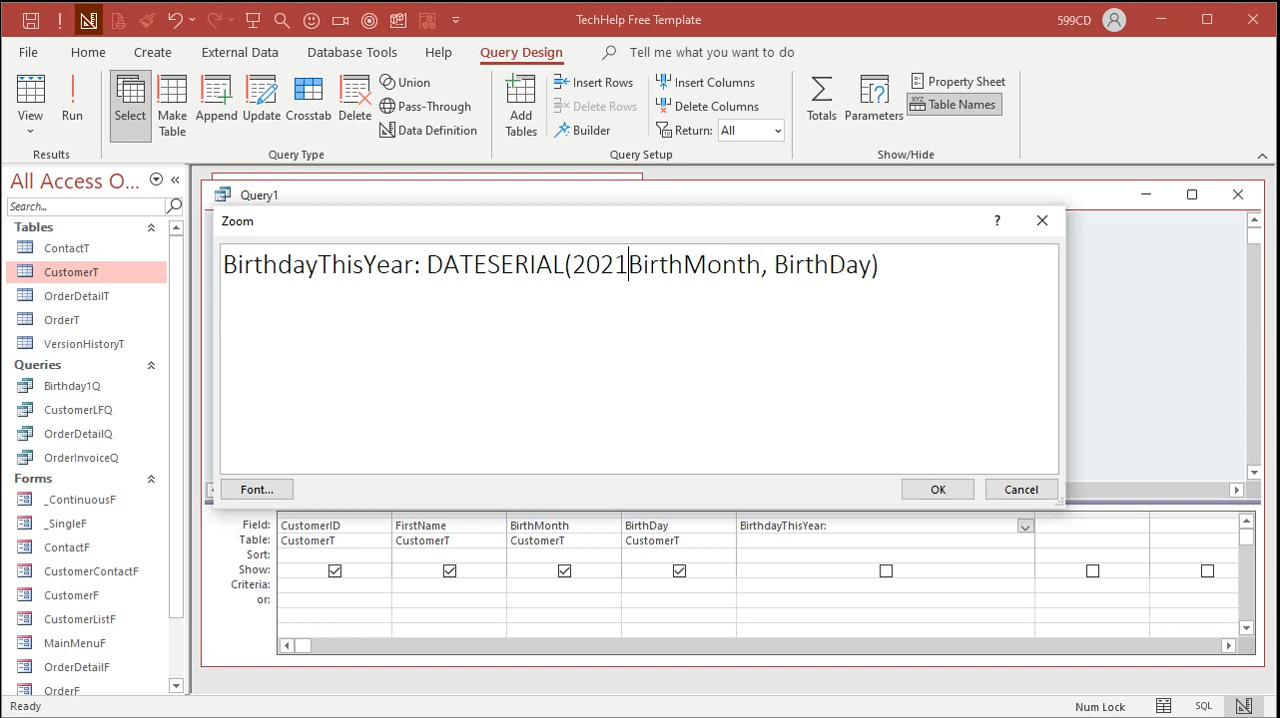 TechHelp Free Template
599CD
File
Home
Create
External Data
Database Tools
Help
Query Design
Tell me what you want to do
View
Run
Select
Make Table
Append
Update
Crosstab
Delete
Union
Pass-Through
Data Definition
Add Tables
Insert Rows
Delete Rows
Builder
Insert Columns
Delete Columns
Return: All
Totals
Parameters
Property Sheet
Table Names
Results
Query Type
Query Setup
Show/Hide
All Access O...
Search...
Tables
ContactT
CustomerT
OrderDetailT
OrderT
VersionHistoryT
Queries
Birthday1Q
CustomerLFQ
OrderDetailQ
OrderInvoiceQ
Forms
_ContinuousF
_SingleF
ContactF
CustomerContactF
CustomerF
CustomerListF
MainMenuF
OrderDetailF
OrderF
Query1
Zoom
BirthdayThisYear: DATESERIAL(2021BirthMonth, BirthDay)
Font...
OK
Cancel
Field: CustomerID FirstName BirthMonth BirthDay BirthdayThisYear:
Table: CustomerT CustomerT CustomerT CustomerT
Sort:
Show:
Criteria:
or:
Ready
Num Lock
SQL